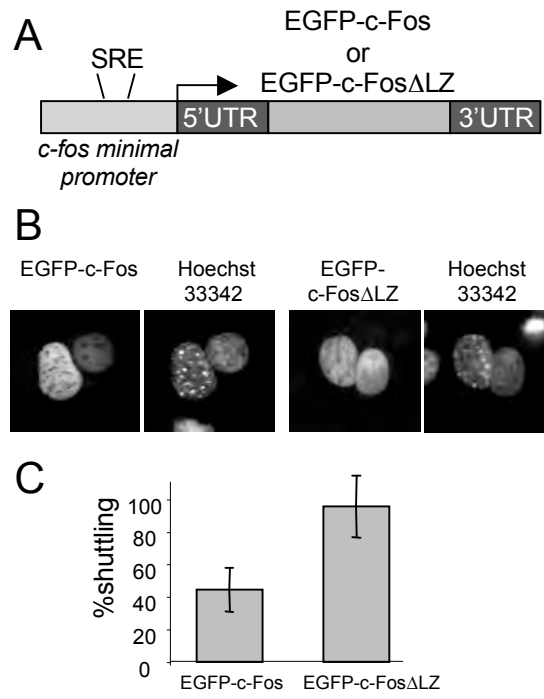 A
EGFP-c-Fos
or
EGFP-c-FosΔLZ
SRE
5'UTR
3'UTR
c-fos minimal
promoter
B
EGFP-c-Fos
Hoechst
33342
EGFP-
c-FosΔLZ
Hoechst
33342
C
%shuttling
100
80
60
40
20
0
EGFP-c-Fos
EGFP-c-FosΔLZ